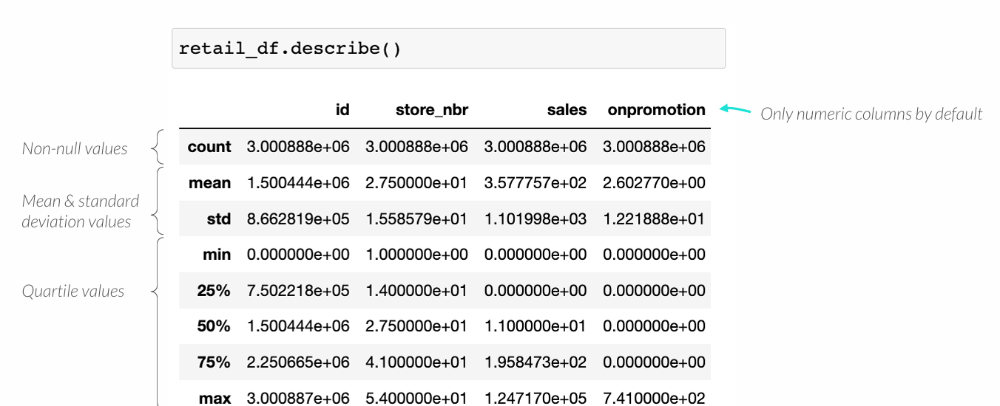 retail_df.describe()
id store_nbr sales onpromotion
Only numeric columns by default
Non-null values
count 3.000888e+06 3.000888e+06 3.000888e+06 3.000888e+06
mean 1.500444e+06 2.750000e+01 3.577757e+02 2.602770e+00
Mean & standard
deviation values
std 8.662819e+05 1.558579e+01 1.101998e+03 1.221888e+01
min 0.000000e+00 1.000000e+00 0.000000e+00 0.000000e+00
Quartile values
25% 7.502218e+05 1.400000e+01 0.000000e+00 0.000000e+00
50% 1.500444e+06 2.750000e+01 1.100000e+01 0.000000e+00
75% 2.250665e+06 4.100000e+01 1.958473e+02 0.000000e+00
max 3.000887e+06 5.400000e+01 1.247170e+05 7.410000e+02